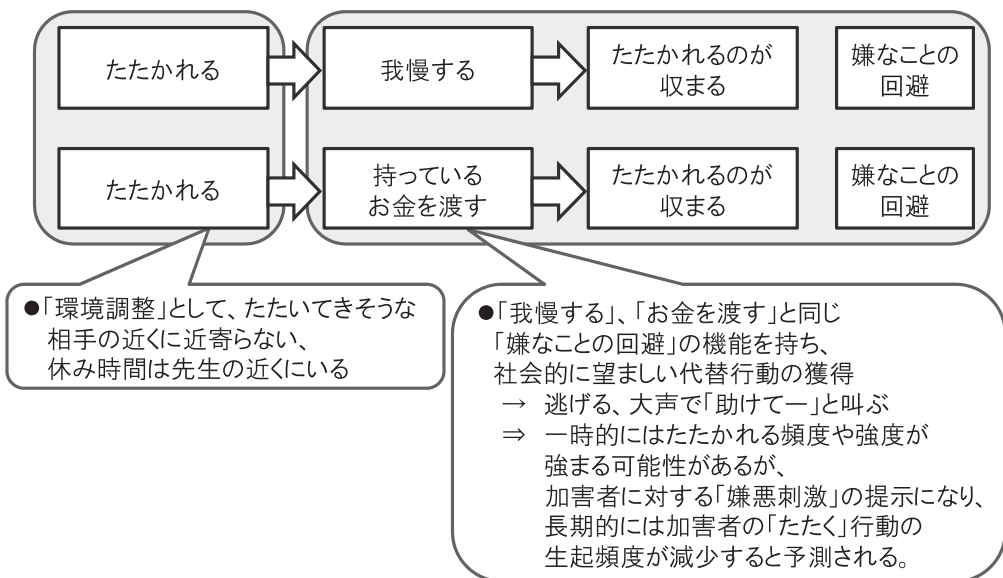 たたかれる
我慢する
たたかれるのが
収まる
嫌なことの
回避
たたかれる
持っている
お金を渡す
たたかれるのが
収まる
嫌なことの
回避
●「環境調整」として、たたいてきそうな
相手の近くに近寄らない、
休み時間は先生の近くにいる
●「我慢する」、「お金を渡す」と同じ
「嫌なことの回避」の機能を持ち、
社会的に望ましい代替行動の獲得
→ 逃げる、大声で「助けてー」と叫ぶ
⇒ 一時的にはたたかれる頻度や強度が
強まる可能性があるが、
加害者に対する「嫌悪刺激」の提示になり、
長期的には加害者の「たたく」行動の
生起頻度が減少すると予測される。